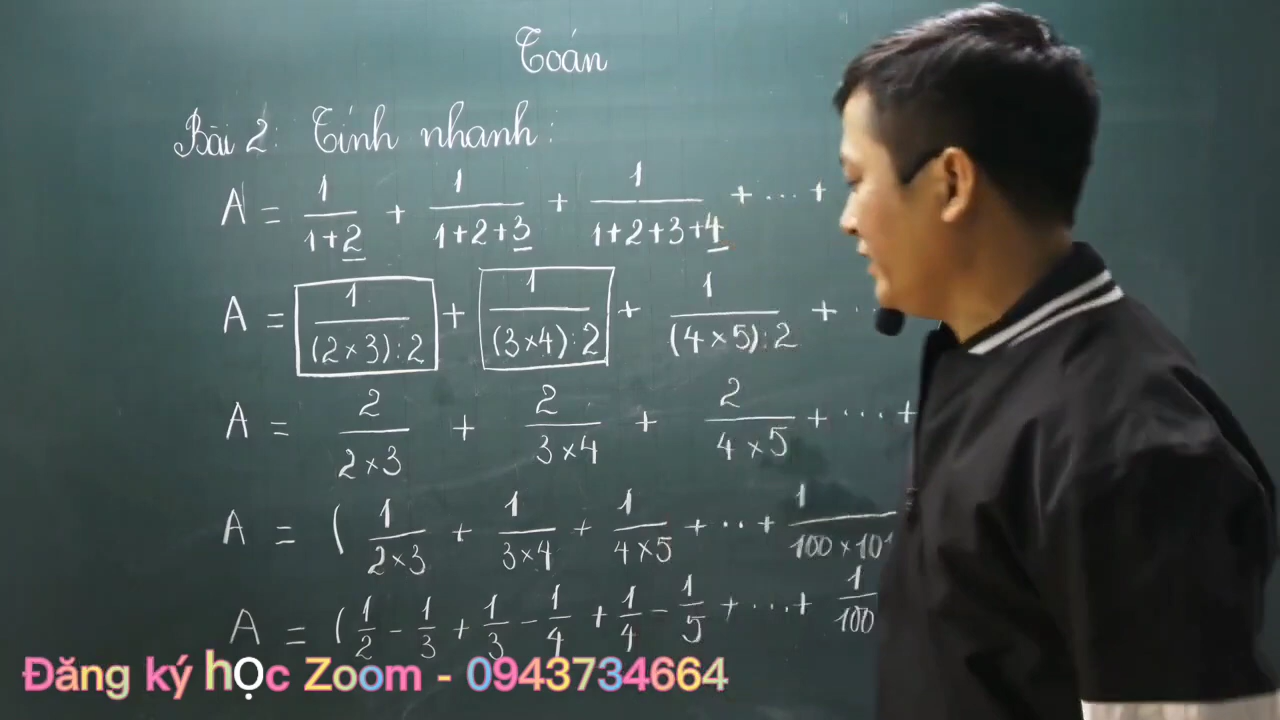 Toán
Bài 2: Tính nhanh:
A = 1/(1+2) + 1/(1+2+3) + 1/(1+2+3+4) + ... +
A = 1/((2×3):2) + 1/((3×4):2) + 1/((4×5):2) + ..
A = 2/(2×3) + 2/(3×4) + 2/(4×5) + ... +
A = ( 1/(2×3) + 1/(3×4) + 1/(4×5) + .. + 1/(100×101
A = ( 1/2 - 1/3 + 1/3 - 1/4 + 1/4 - 1/5 + ... + 1/100
Đăng ký học Zoom - 0943734664